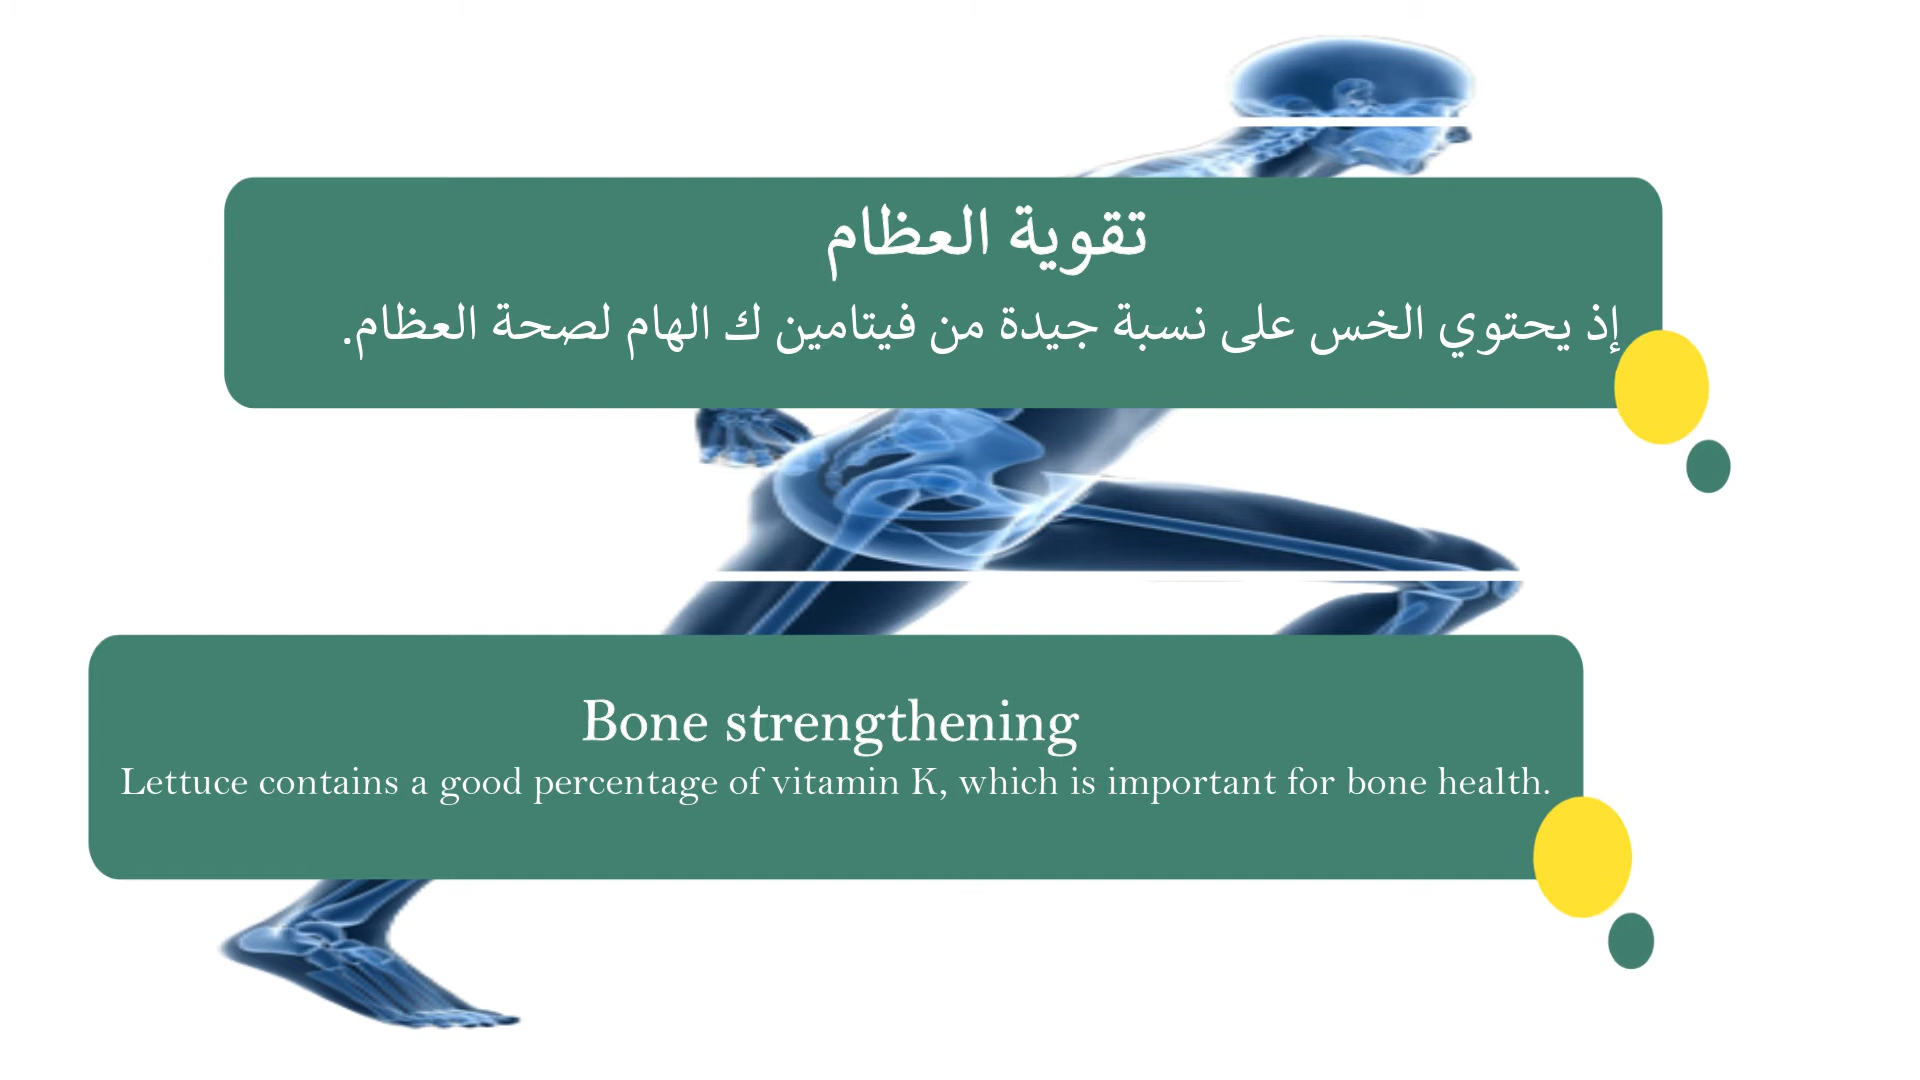 تقوية العظام
إذ يحتوي الخس على نسبة جيدة من فيتامين ك الهام لصحة العظام.
Bone strengthening
Lettuce contains a good percentage of vitamin K, which is important for bone health.